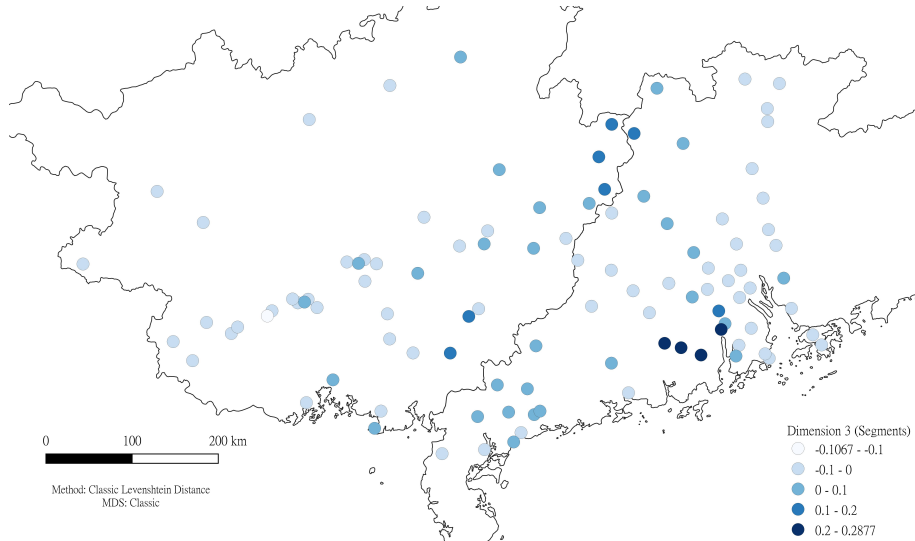 0 100 200 km
Method: Classic Levenshtein Distance
MDS: Classic
Dimension 3 (Segments)
-0.1067 - -0.1
-0.1 - 0
0 - 0.1
0.1 - 0.2
0.2 - 0.2877